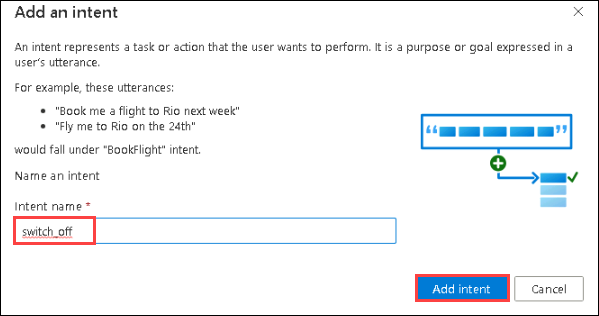 Add an intent
An intent represents a task or action that the user wants to perform. It is a purpose or goal expressed in a
user's utterance.
For example, these utterances:
• "Book me a flight to Rio next week"
• "Fly me to Rio on the 24th"
would fall under "BookFlight" intent.
Name an intent
Intent name *
switch_off
Add intent
Cancel